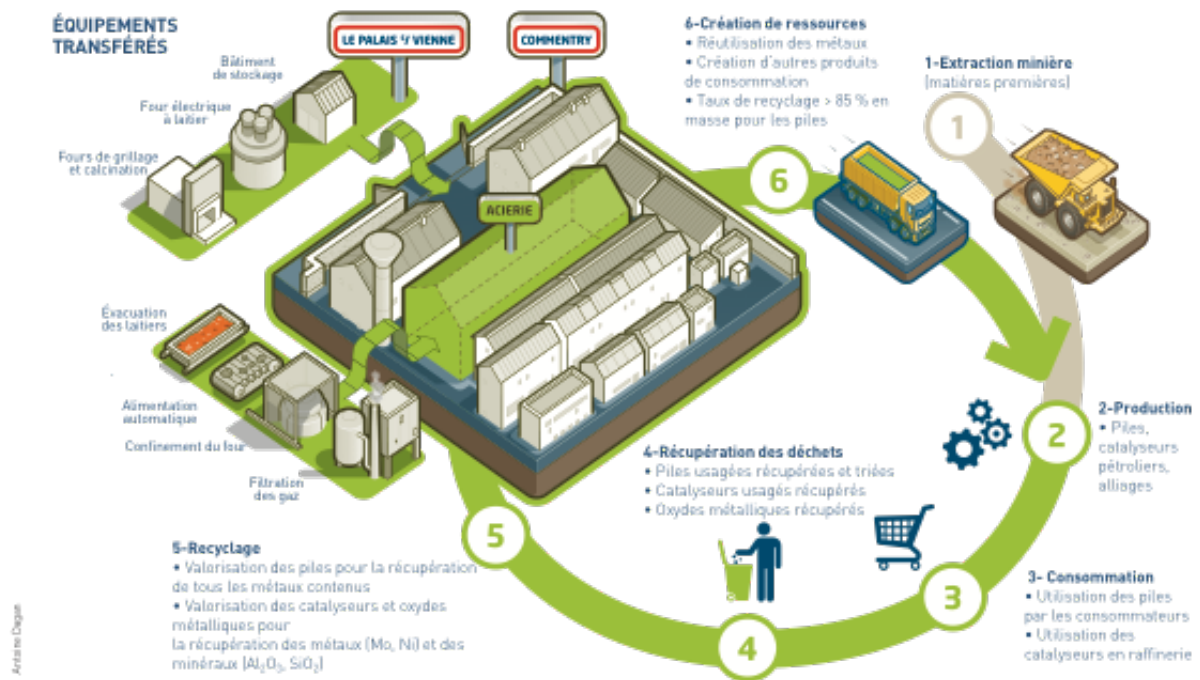 ÉQUIPEMENTS
TRANSFÉRÉS
LE PALAIS s/ VIENNE
COMMENTRY
Bâtiment
de stockage
Four électrique
à laitier
Fours de grillage
et calcination
ACIERIE
Évacuation
des laitiers
Alimentation
automatique
Confinement du four
Filtration
des gaz
6-Création de ressources
• Réutilisation des métaux
• Création d'autres produits
de consommation
• Taux de recyclage > 85 % en
masse pour les piles
1-Extraction minière
(matières premières)
1
6
2
2-Production
• Piles,
catalyseurs
pétroliers,
alliages
4-Récupération des déchets
• Piles usagées récupérées et triées
• Catalyseurs usagés récupérés
• Oxydes métalliques récupérés
5
5-Recyclage
• Valorisation des piles pour la récupération
de tous les métaux contenus
• Valorisation des catalyseurs et oxydes
métalliques pour
la récupération des métaux (Mo, Ni) et des
minéraux (Al₂O₃, SiO₂)
3
3- Consommation
• Utilisation des piles
par les consommateurs
• Utilisation des
catalyseurs en raffinerie
4
Antoine Dagan